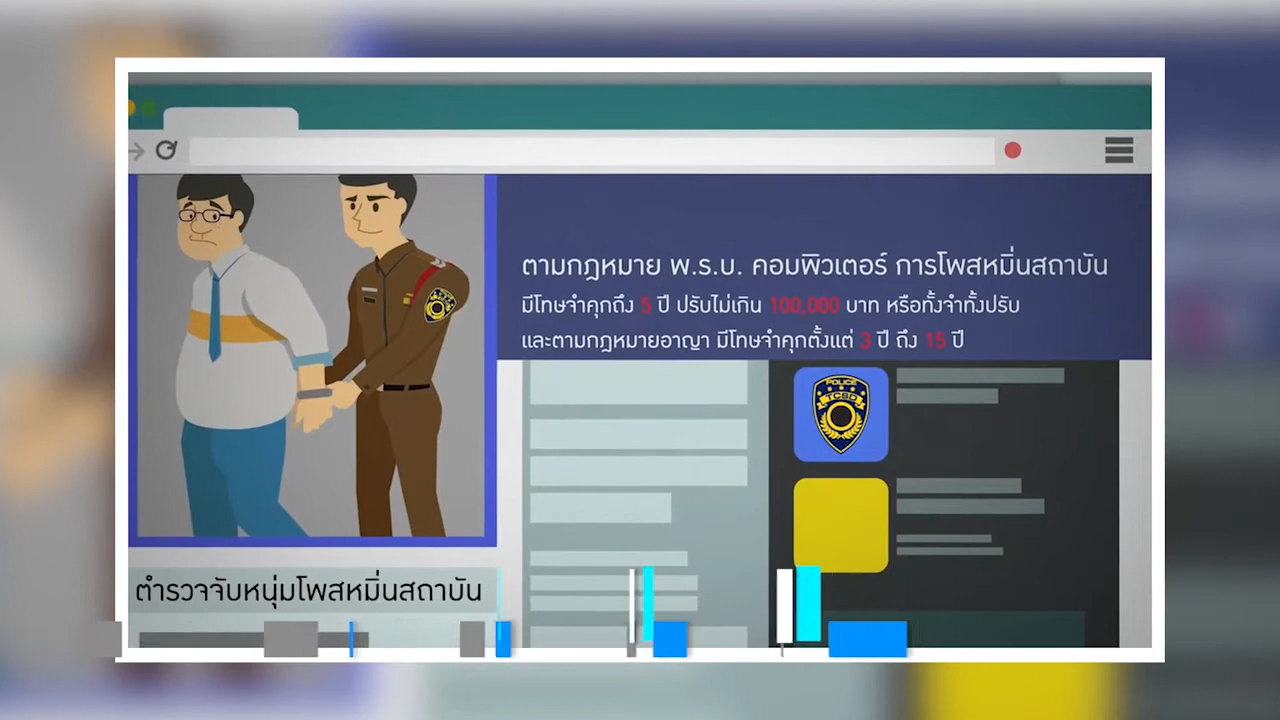 ตามกฎหมาย พ.ร.บ. คอมพิวเตอร์ การโพสหมิ่นสถาบัน
มีโทษจำคุกถึง 5 ปี ปรับไม่เกิน 100,000 บาท หรือทั้งจำทั้งปรับ
และตามกฎหมายอาญา มีโทษจำคุกตั้งแต่ 3 ปี ถึง 15 ปี
POLICE
TCSD
ตำรวจจับหนุ่มโพสหมิ่นสถาบัน